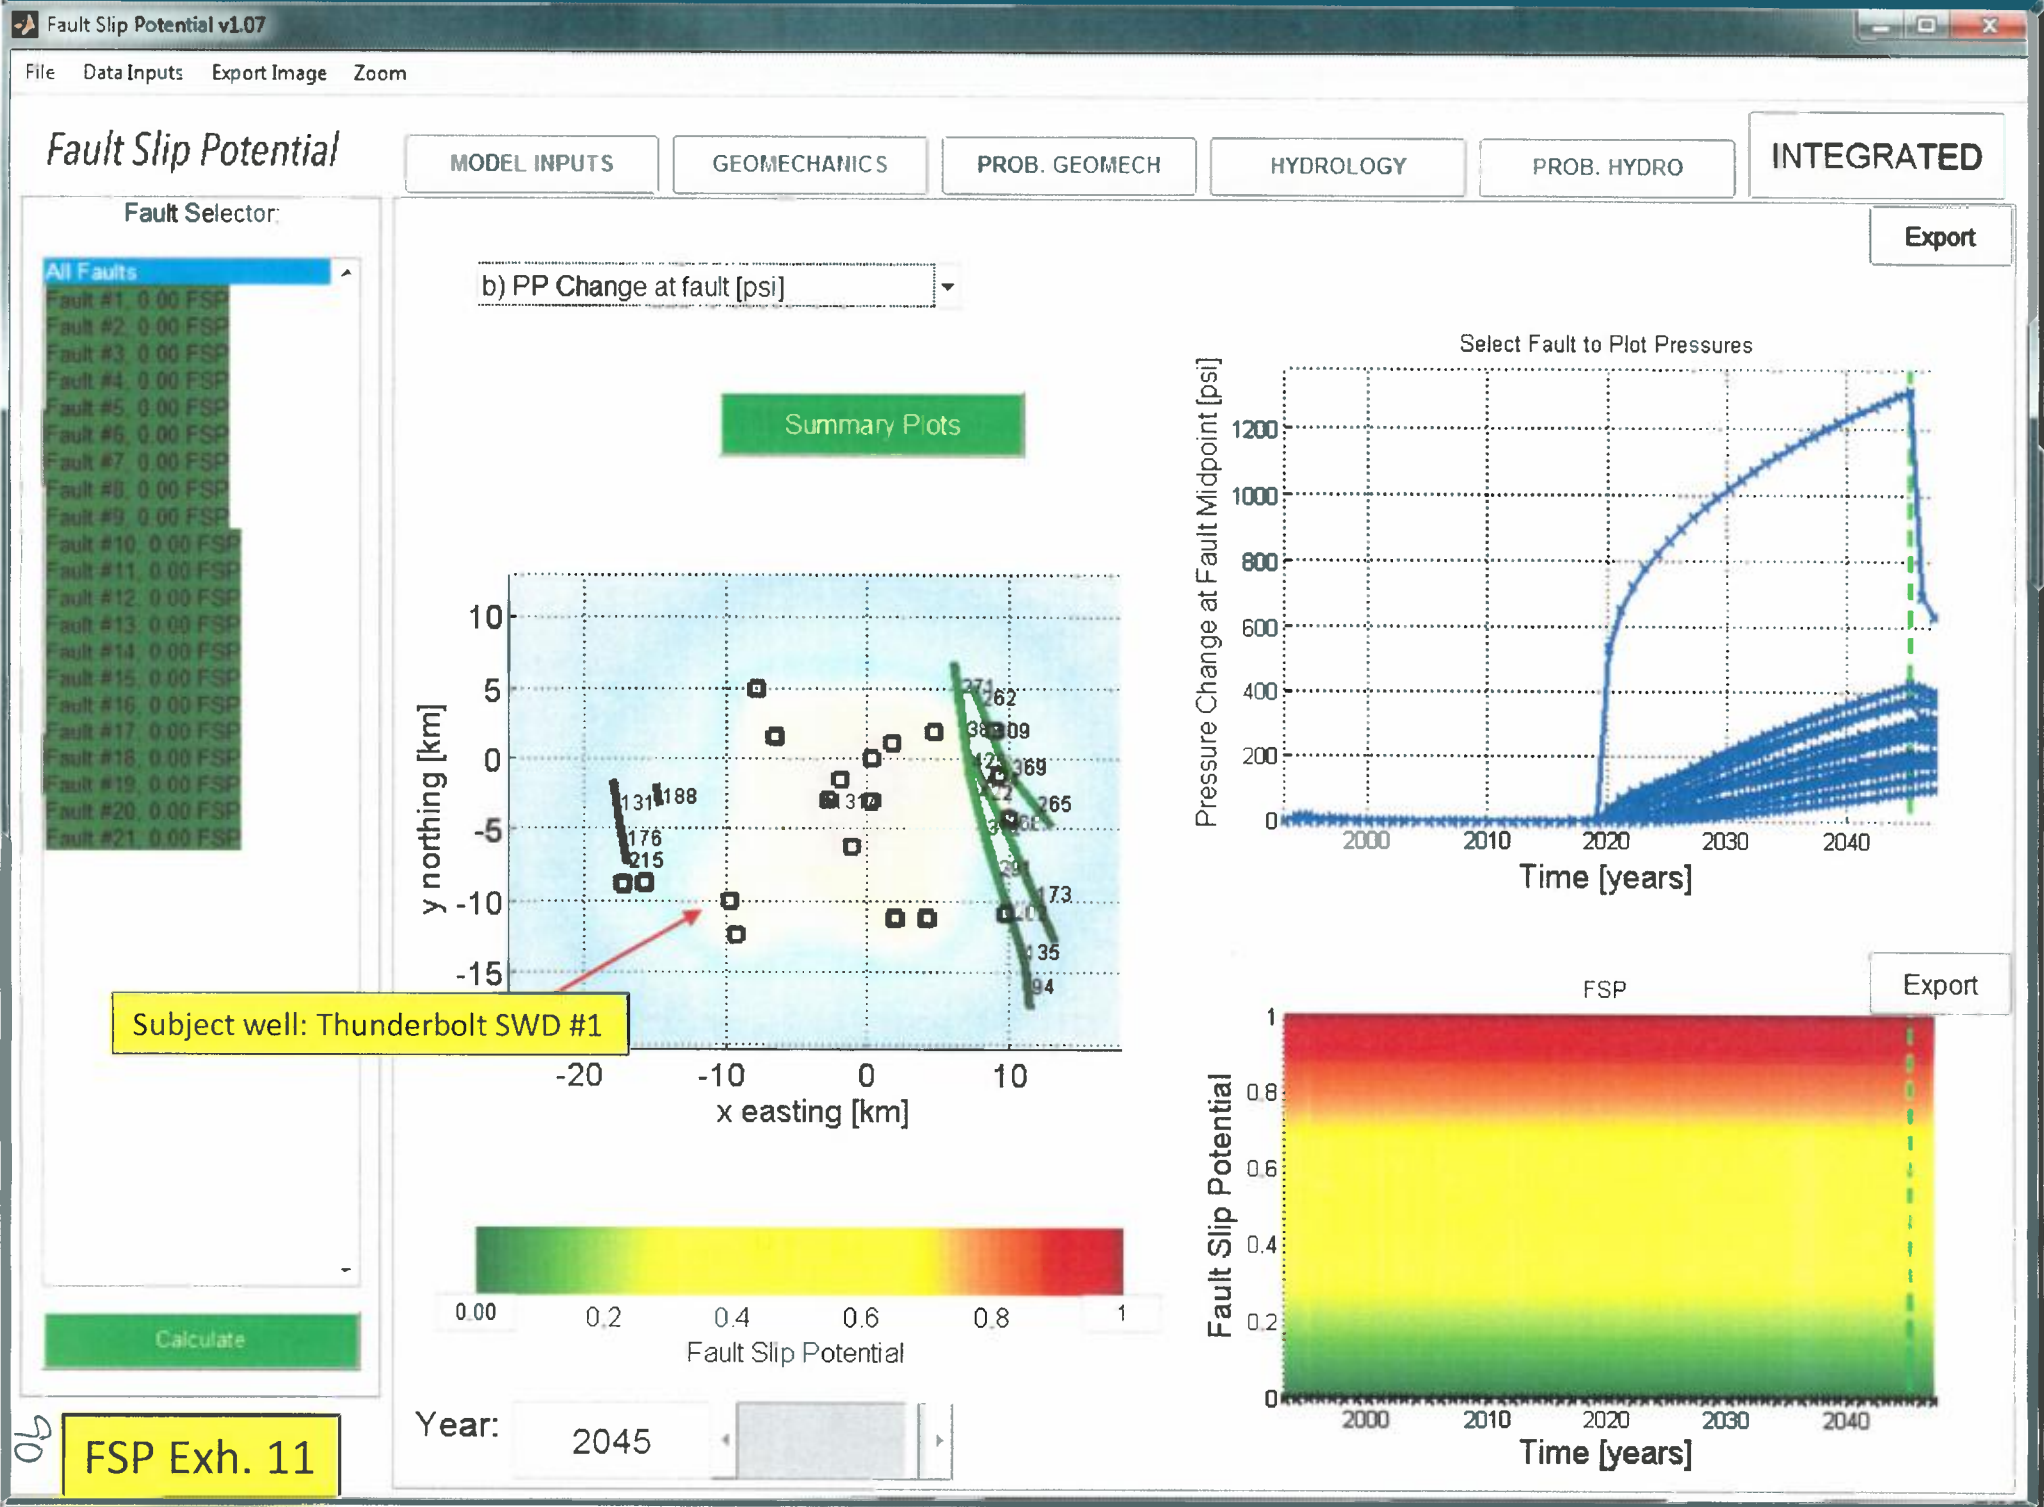 Fault Slip Potential v1.07
File Data Inputs Export Image Zoom
Fault Slip Potential
MODEL INPUTS
GEOMECHANICS
PROB. GEOMECH
HYDROLOGY
PROB. HYDRO
INTEGRATED
Fault Selector:
All Faults
Fault #1, 0.00 FSP
Fault #2, 0.00 FSP
Fault #3, 0.00 FSP
Fault #4, 0.00 FSP
Fault #5, 0.00 FSP
Fault #6, 0.00 FSP
Fault #7, 0.00 FSP
Fault #8, 0.00 FSP
Fault #9, 0.00 FSP
Fault #10, 0.00 FSP
Fault #11, 0.00 FSP
Fault #12, 0.00 FSP
Fault #13, 0.00 FSP
Fault #14, 0.00 FSP
Fault #15, 0.00 FSP
Fault #16, 0.00 FSP
Fault #17, 0.00 FSP
Fault #18, 0.00 FSP
Fault #19, 0.00 FSP
Fault #20, 0.00 FSP
Fault #21, 0.00 FSP
Calculate
90
FSP Exh. 11
b) PP Change at fault [psi]
Summary Plots
y northing [km]
10
5
0
-5
-10
-15
271
262
309
369
265
131
188
176
215
291
173
135
94
Subject well: Thunderbolt SWD #1
-20 -10 0 10
x easting [km]
0.00 0.2 0.4 0.6 0.8 1
Fault Slip Potential
Year: 2045
Export
Select Fault to Plot Pressures
Pressure Change at Fault Midpoint [psi]
1200
1000
800
600
400
200
0
2000 2010 2020 2030 2040
Time [years]
Export
FSP
Fault Slip Potential
1
0.8
0.6
0.4
0.2
0
2000 2010 2020 2030 2040
Time [years]